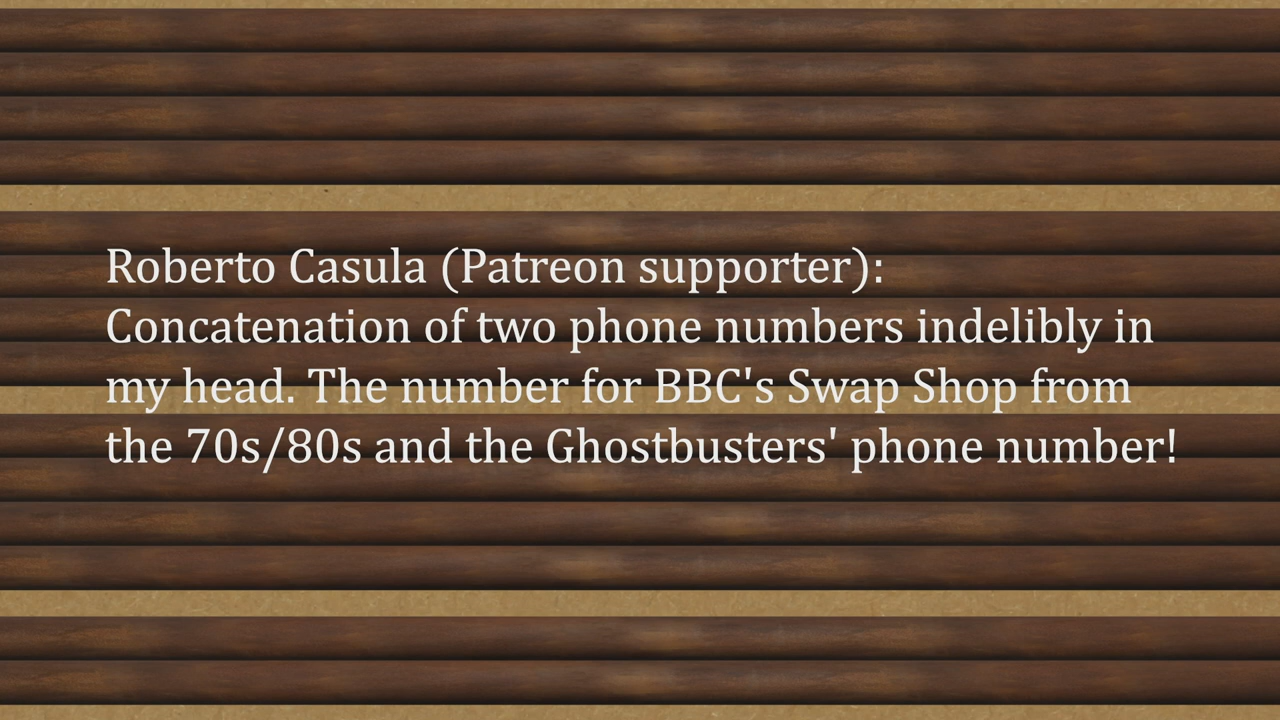 Roberto Casula (Patreon supporter):
Concatenation of two phone numbers indelibly in
my head. The number for BBC's Swap Shop from
the 70s/80s and the Ghostbusters' phone number!